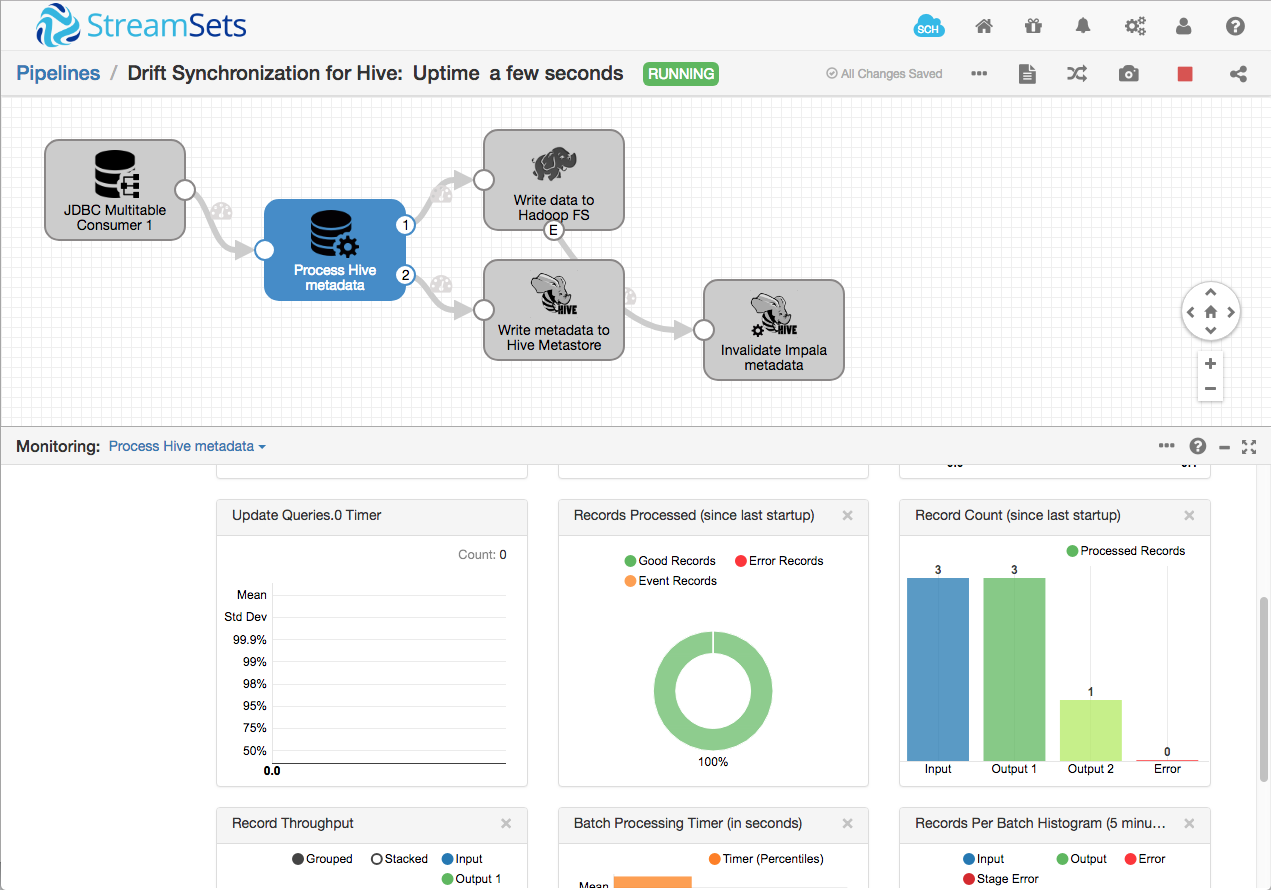 StreamSets
SCH
Pipelines / Drift Synchronization for Hive: Uptime a few seconds RUNNING
All Changes Saved
JDBC Multitable
Consumer 1
Process Hive
metadata
1
2
Write data to
Hadoop FS
E
HIVE
Write metadata to
Hive Metastore
HIVE
Invalidate Impala
metadata
Monitoring: Process Hive metadata
Update Queries.0 Timer
Count: 0
Mean
Std Dev
99.9%
99%
98%
95%
75%
50%
0.0
Records Processed (since last startup)
Good Records Error Records
Event Records
100%
Record Count (since last startup)
Processed Records
3 3 1 0
Input Output 1 Output 2 Error
Record Throughput
Grouped Stacked Input
Output 1
Batch Processing Timer (in seconds)
Timer (Percentiles)
Mean
Records Per Batch Histogram (5 minu...
Input Output Error
Stage Error